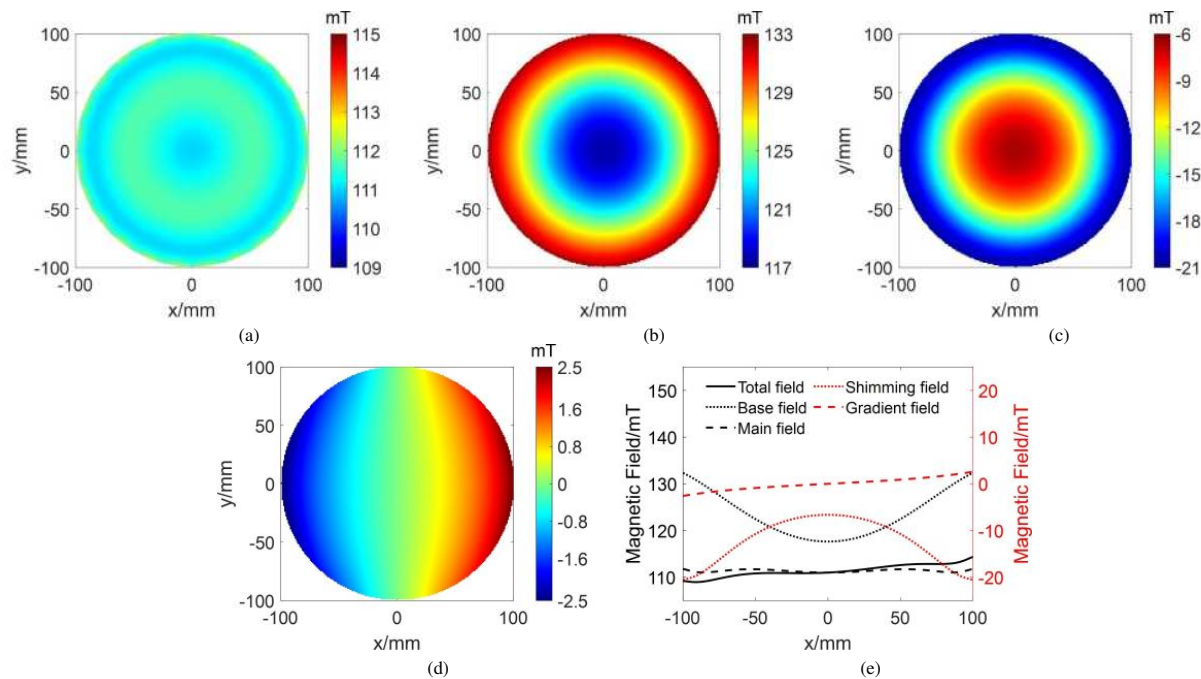 mT
100
50
0
-50
-100
y/mm
-100 0 100
x/mm
115
114
113
112
111
110
109
(a)
mT
100
50
0
-50
-100
y/mm
-100 0 100
x/mm
133
129
125
121
117
(b)
mT
100
50
0
-50
-100
y/mm
-100 0 100
x/mm
-6
-9
-12
-15
-18
-21
(c)
mT
100
50
0
-50
-100
y/mm
-100 0 100
x/mm
2.5
1.6
0.8
0
-0.8
-1.6
-2.5
(d)
Magnetic Field/mT
150
140
130
120
110
Total field
Base field
Main field
Shimming field
Gradient field
20
10
0
-10
-20
Magnetic Field/mT
-100 -50 0 50 100
x/mm
(e)